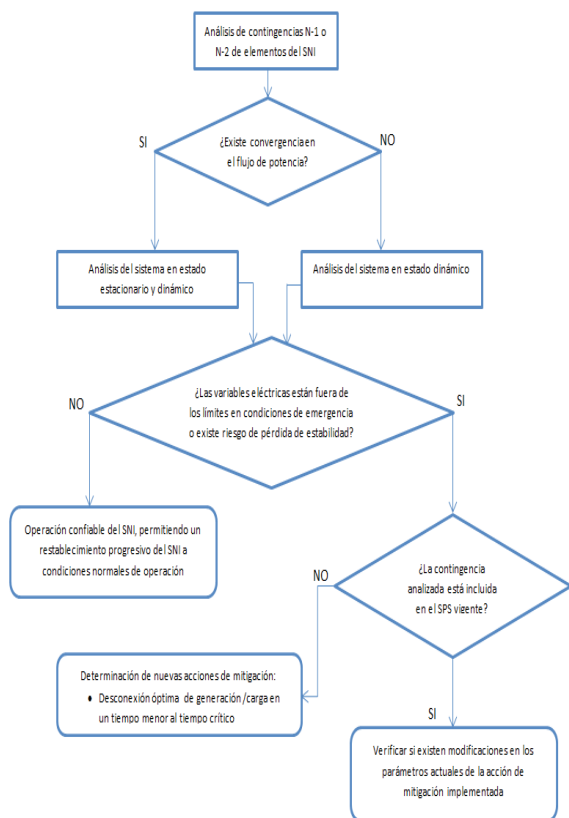 Análisis de contingencias N-1 o
N-2 de elementos del SNI
SI
¿Existe convergencia en
el flujo de potencia?
NO
Análisis del sistema en estado
estacionario y dinámico
Análisis del sistema en estado dinámico
NO
¿Las variables eléctricas están fuera de
los límites en condiciones de emergencia
o existe riesgo de pérdida de estabilidad?
SI
Operación confiable del SNI, permitiendo un
restablecimiento progresivo del SNI a
condiciones normales de operación
NO
¿La contingencia
analizada está incluida
en el SPS vigente?
Determinación de nuevas acciones de mitigación:
• Desconexión óptima de generación /carga en
un tiempo menor al tiempo crítico
SI
Verificar si existen modificaciones en los
parámetros actuales de la acción de
mitigación implementada